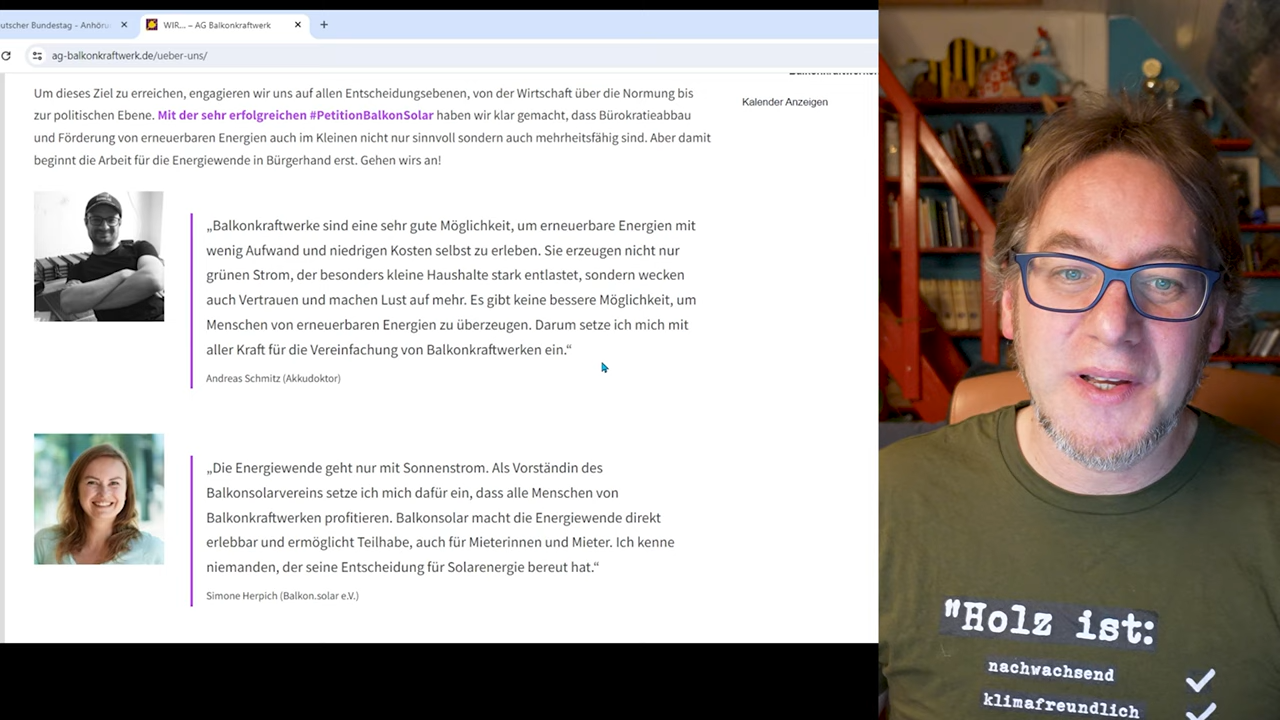 eutscher Bundestag - Anhöru
WIR... – AG Balkonkraftwerk
ag-balkonkraftwerk.de/ueber-uns/
Um dieses Ziel zu erreichen, engagieren wir uns auf allen Entscheidungsebenen, von der Wirtschaft über die Normung bis
zur politischen Ebene. Mit der sehr erfolgreichen #PetitionBalkonSolar haben wir klar gemacht, dass Bürokratieabbau
und Förderung von erneuerbaren Energien auch im Kleinen nicht nur sinnvoll sondern auch mehrheitsfähig sind. Aber damit
beginnt die Arbeit für die Energiewende in Bürgerhand erst. Gehen wirs an!
Kalender Anzeigen
„Balkonkraftwerke sind eine sehr gute Möglichkeit, um erneuerbare Energien mit
wenig Aufwand und niedrigen Kosten selbst zu erleben. Sie erzeugen nicht nur
grünen Strom, der besonders kleine Haushalte stark entlastet, sondern wecken
auch Vertrauen und machen Lust auf mehr. Es gibt keine bessere Möglichkeit, um
Menschen von erneuerbaren Energien zu überzeugen. Darum setze ich mich mit
aller Kraft für die Vereinfachung von Balkonkraftwerken ein.“
Andreas Schmitz (Akkudoktor)
„Die Energiewende geht nur mit Sonnenstrom. Als Vorständin des
Balkonsolarvereins setze ich mich dafür ein, dass alle Menschen von
Balkonkraftwerken profitieren. Balkonsolar macht die Energiewende direkt
erlebbar und ermöglicht Teilhabe, auch für Mieterinnen und Mieter. Ich kenne
niemanden, der seine Entscheidung für Solarenergie bereut hat.“
Simone Herpich (Balkon.solar e.V.)
"Holz ist:
nachwachsend
klimafreundlich